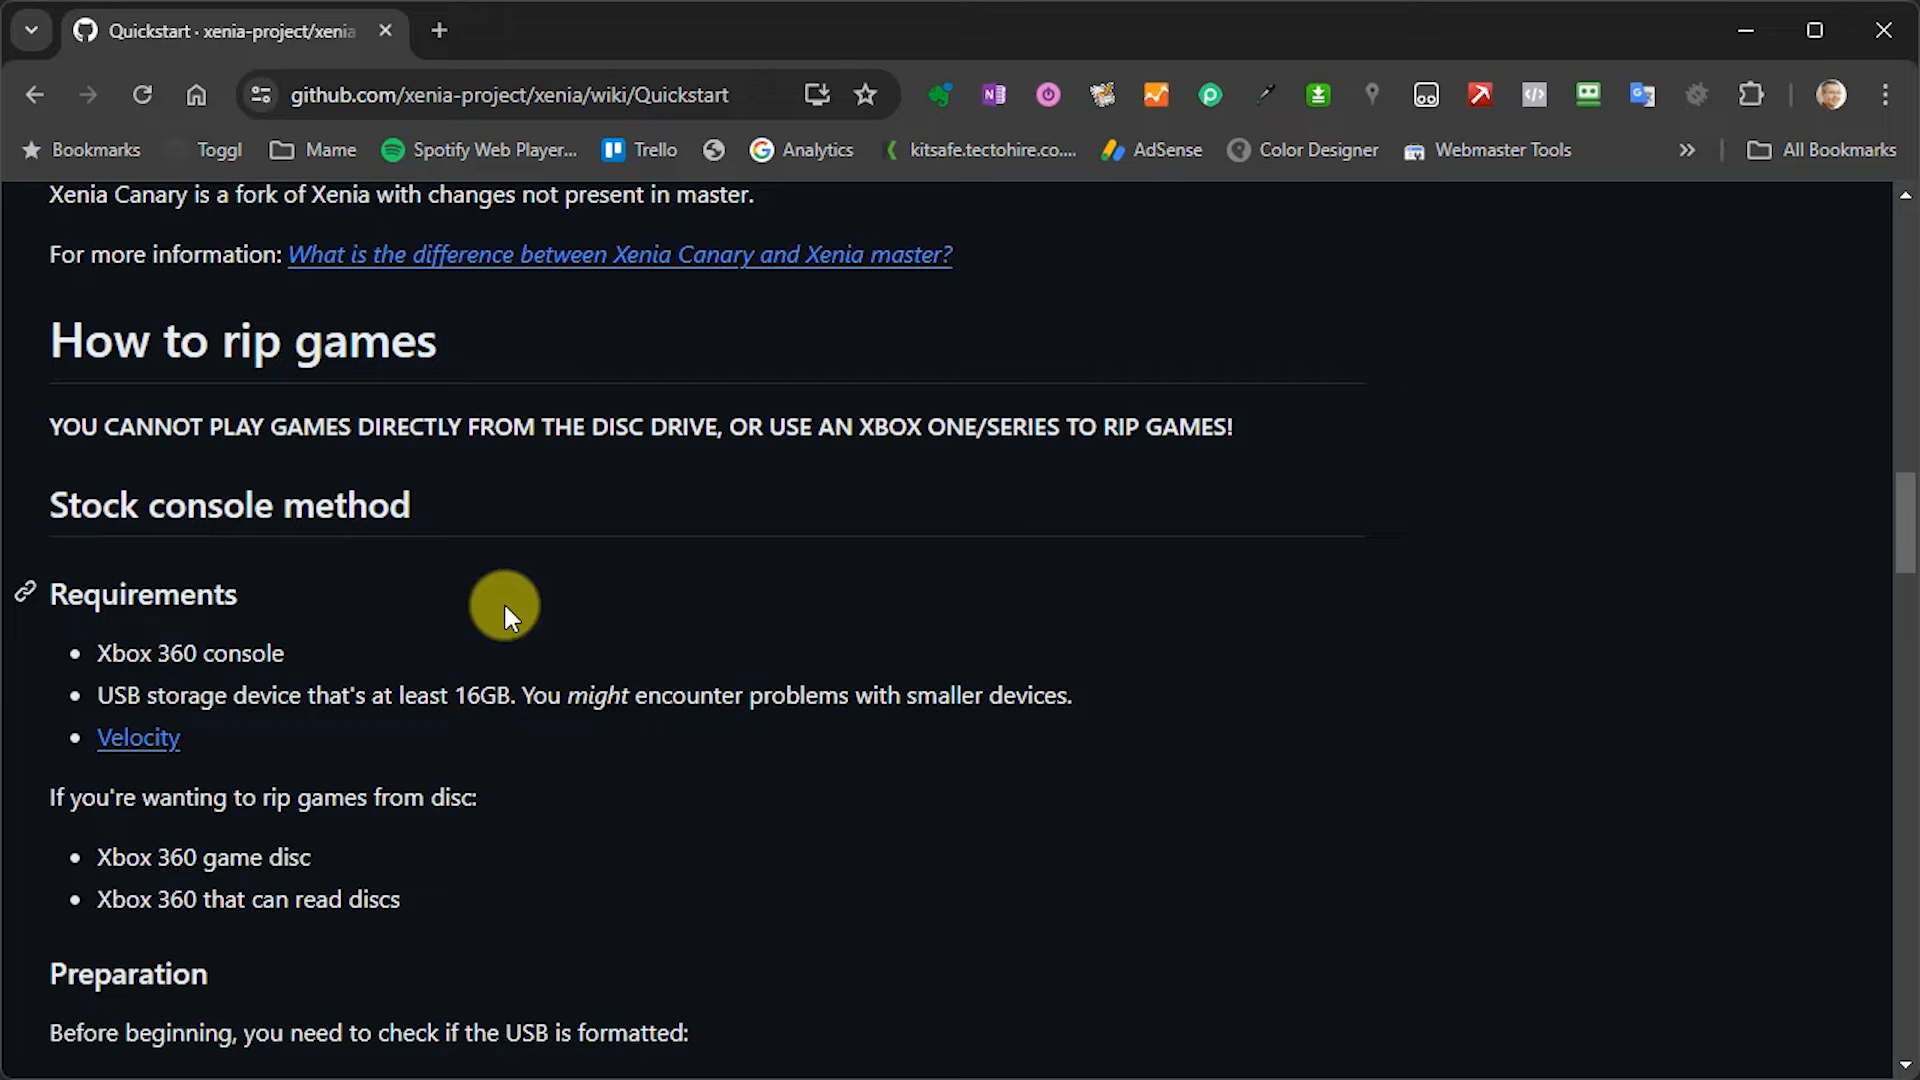 Quickstart · xenia-project/xenia
github.com/xenia-project/xenia/wiki/Quickstart
Bookmarks Toggl Mame Spotify Web Player... Trello Analytics kitsafe.tectohire.co.... AdSense Color Designer Webmaster Tools » All Bookmarks
Xenia Canary is a fork of Xenia with changes not present in master.
For more information: What is the difference between Xenia Canary and Xenia master?
How to rip games
YOU CANNOT PLAY GAMES DIRECTLY FROM THE DISC DRIVE, OR USE AN XBOX ONE/SERIES TO RIP GAMES!
Stock console method
Requirements
• Xbox 360 console
• USB storage device that's at least 16GB. You might encounter problems with smaller devices.
• Velocity
If you're wanting to rip games from disc:
• Xbox 360 game disc
• Xbox 360 that can read discs
Preparation
Before beginning, you need to check if the USB is formatted: